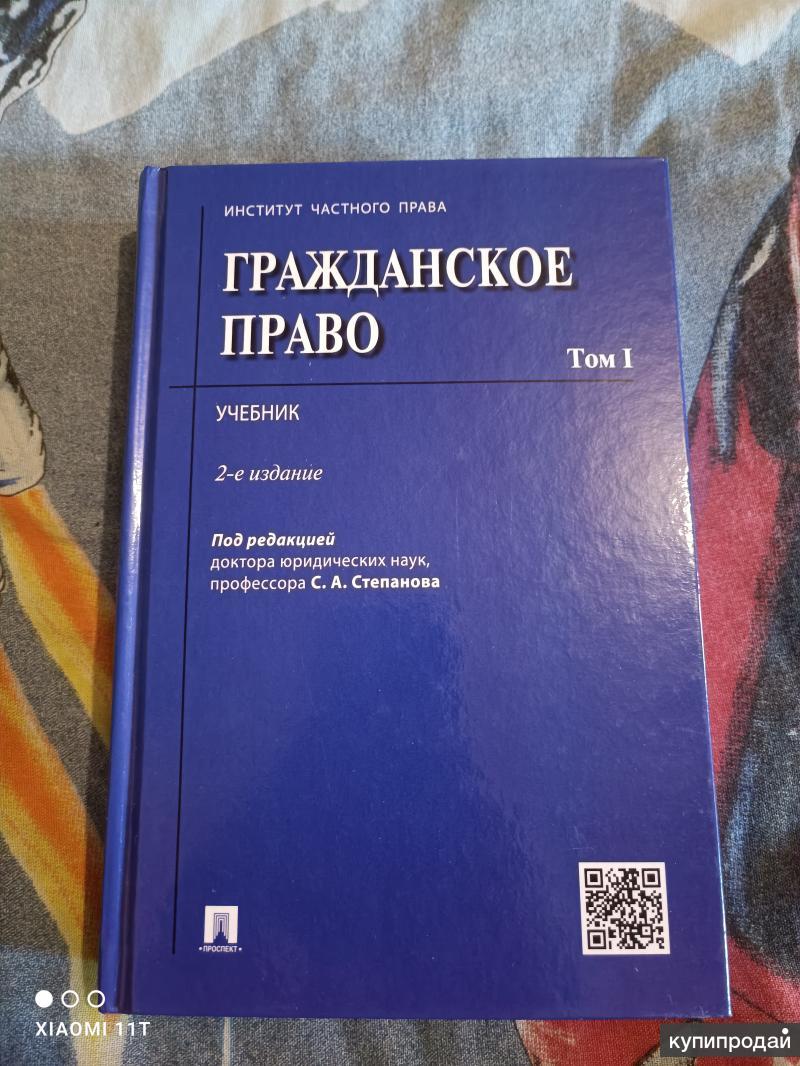 ИНСТИТУТ ЧАСТНОГО ПРАВА
ГРАЖДАНСКОЕ
ПРАВО
Том I
УЧЕБНИК
2-е издание
Под редакцией
доктора юридических наук,
профессора С. А. Степанова
•ПРОСПЕКТ•
XIAOMI 11T
купипродай